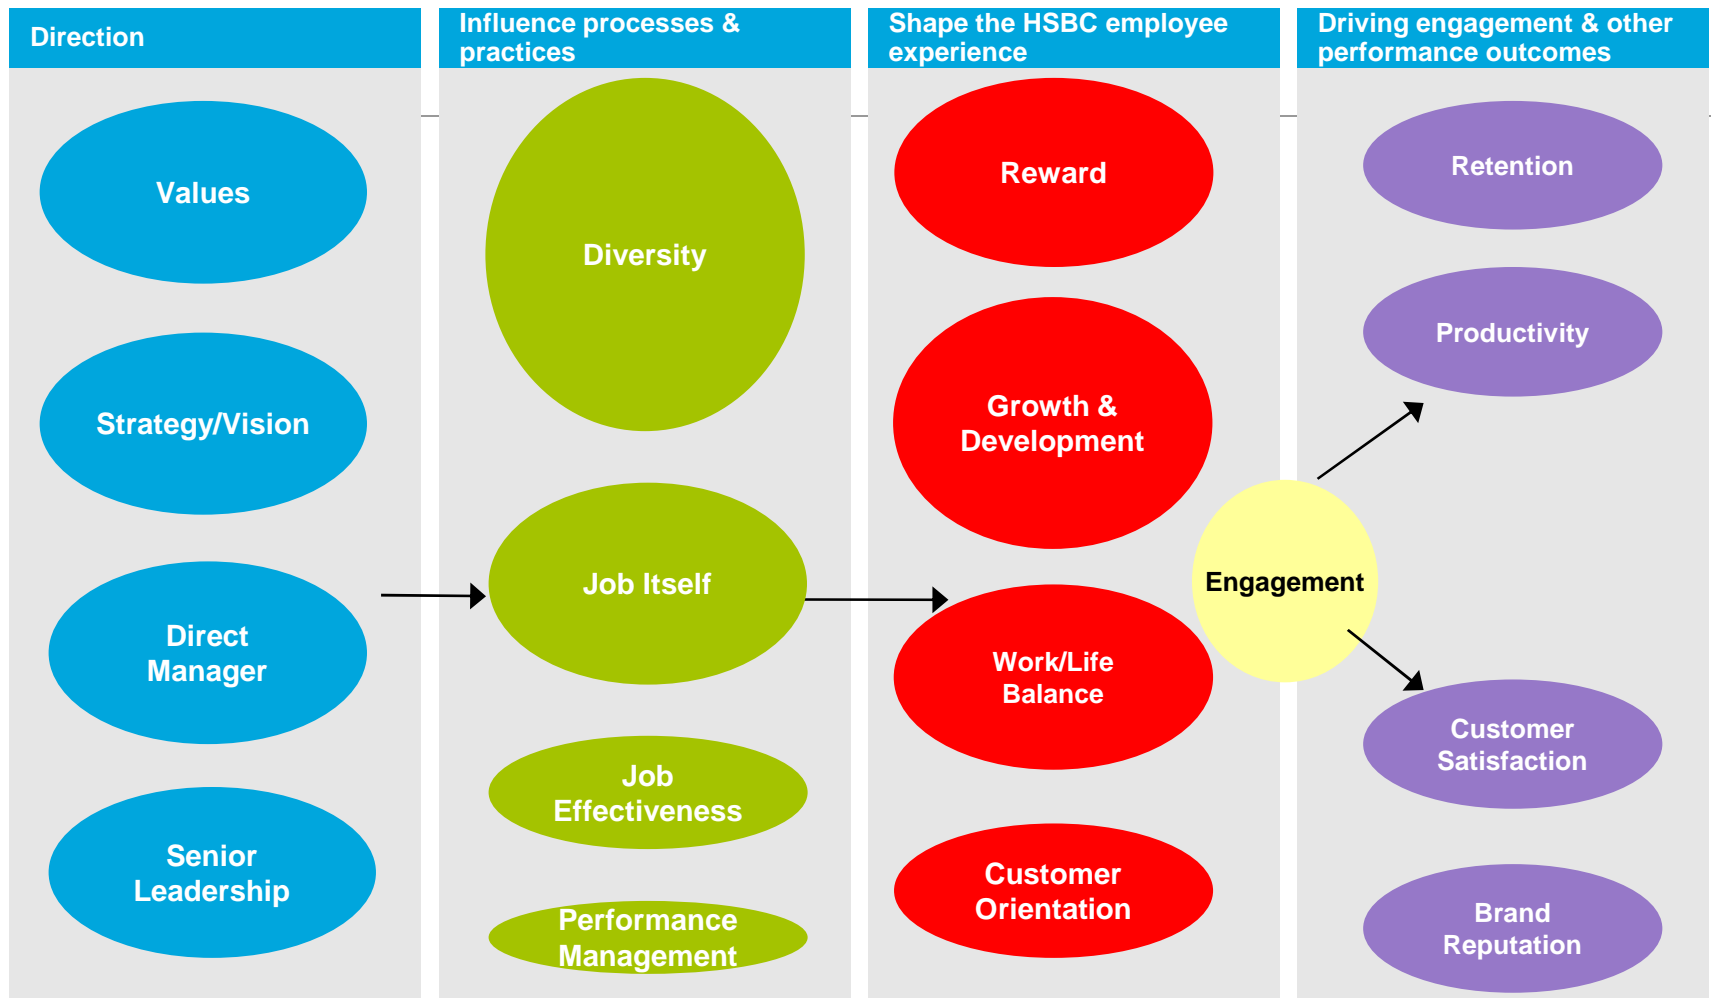 Direction
Influence processes &
practices
Shape the HSBC employee
experience
Driving engagement & other
performance outcomes
Values
Strategy/Vision
Direct
Manager
Senior
Leadership
Diversity
Job Itself
Job
Effectiveness
Performance
Management
Reward
Growth &
Development
Work/Life
Balance
Customer
Orientation
Engagement
Retention
Productivity
Customer
Satisfaction
Brand
Reputation